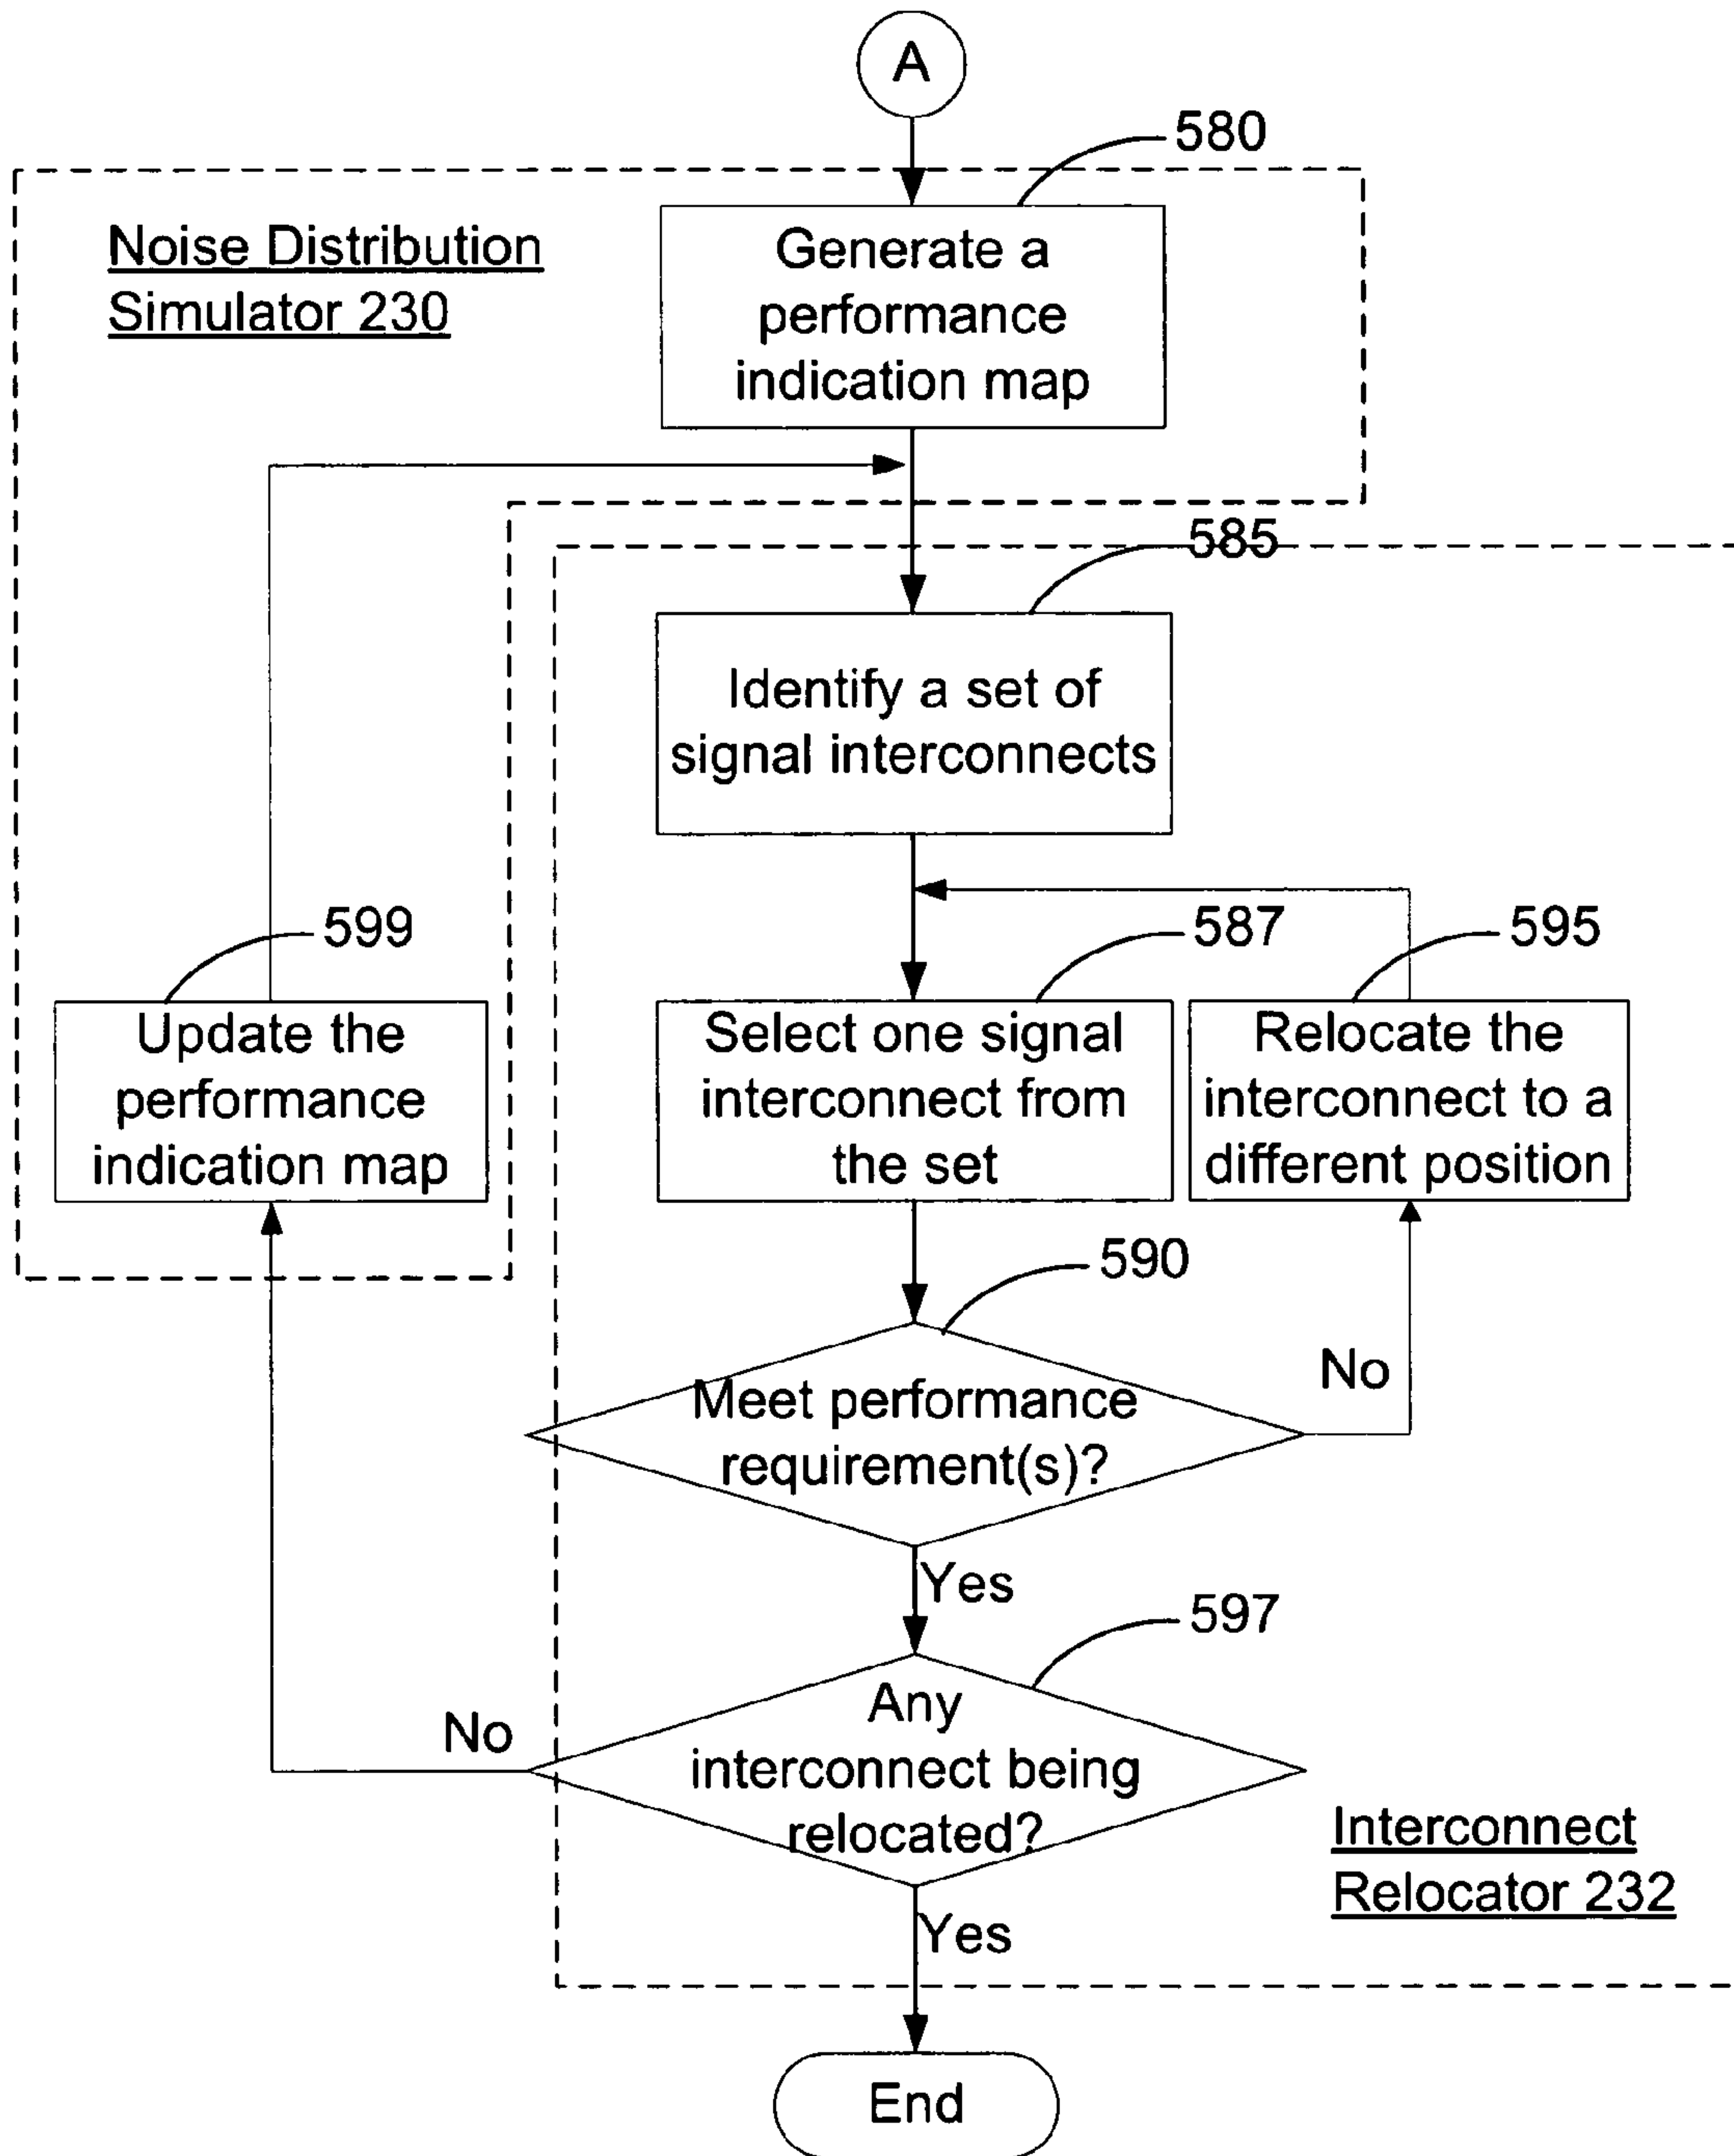 A
580
Noise Distribution
Simulator 230
Generate a
performance
indication map
585
Identify a set of
signal interconnects
599
587
595
Update the
performance
indication map
Select one signal
interconnect from
the set
Relocate the
interconnect to a
different position
590
Meet performance
requirement(s)?
No
Yes
597
Any
interconnect being
relocated?
No
Interconnect
Relocator 232
Yes
End